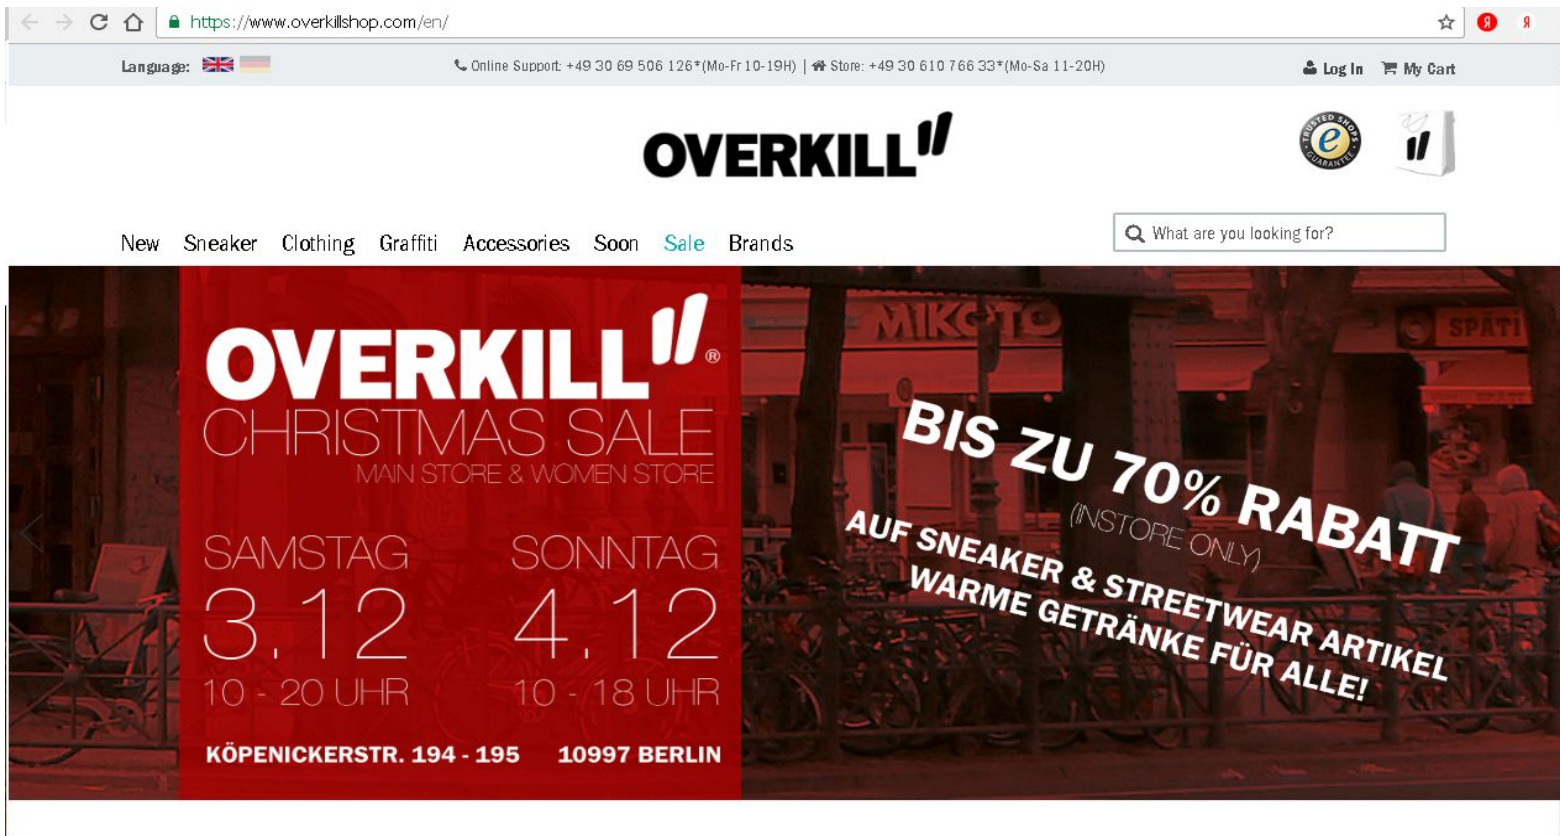 https://www.overkillshop.com/en/
Language:
Online Support: +49 30 69 506 126*(Mo-Fr 10-19H) | Store: +49 30 610 766 33*(Mo-Sa 11-20H)
Log In My Cart
OVERKILL
TRUSTED SHOPS
e
GUARANTEE
New Sneaker Clothing Graffiti Accessories Soon Sale Brands
What are you looking for?
OVERKILL®
CHRISTMAS SALE
MAIN STORE & WOMEN STORE
SAMSTAG SONNTAG
3.12 4.12
10 - 20 UHR 10 - 18 UHR
KÖPENICKERSTR. 194 - 195 10997 BERLIN
MIKOTO
SPÄTI
BIS ZU 70% RABATT
(INSTORE ONLY)
AUF SNEAKER & STREETWEAR ARTIKEL
WARME GETRÄNKE FÜR ALLE!